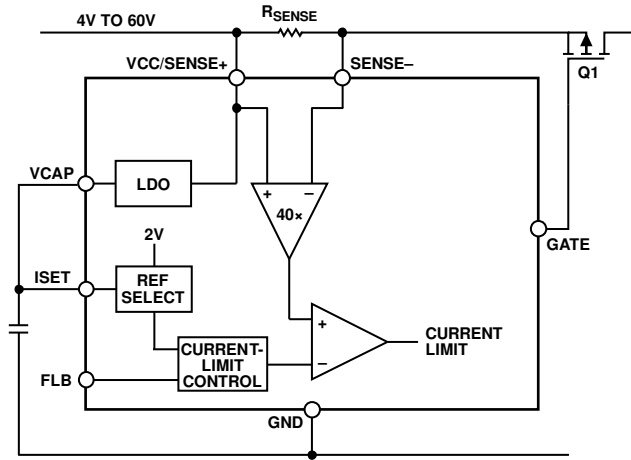 4V TO 60V
RSENSE
VCC/SENSE+
SENSE–
Q1
VCAP
LDO
+
–
40×
2V
GATE
ISET
REF
SELECT
+
CURRENT
LIMIT
CURRENT-
LIMIT
CONTROL
–
FLB
GND